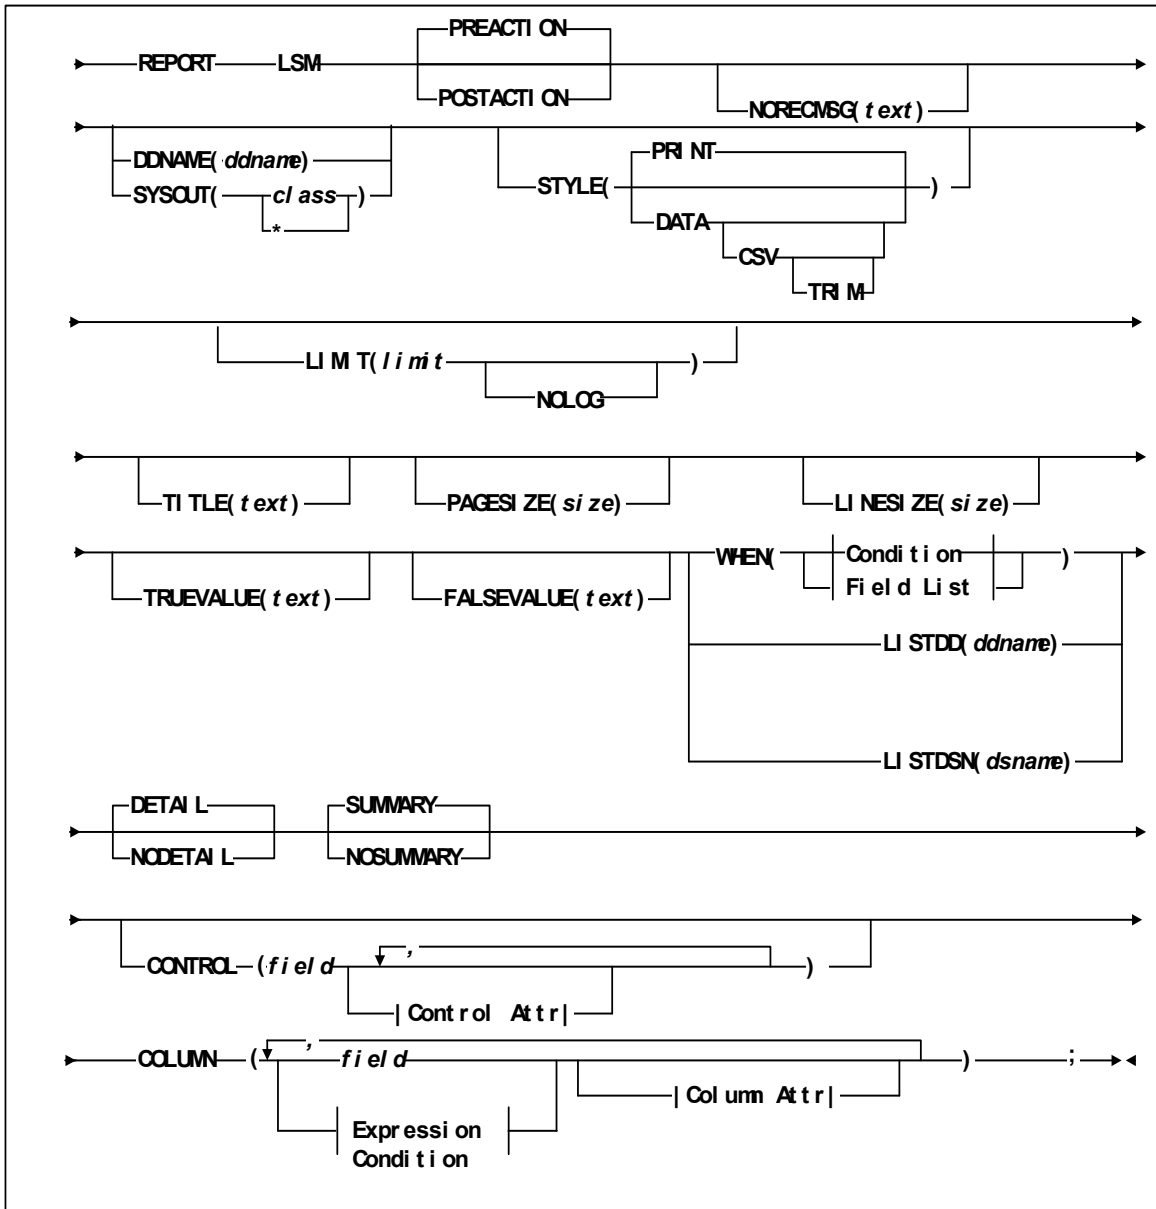 PREACTION
REPORT LSM
POSTACTION
NORECMSG(text)
DDNAME(ddname)
SYSOUT( class )
*
STYLE( PRINT )
DATA
CSV
TRIM
LIMIT(limit )
NOLOG
TITLE(text) PAGESIZE(size) LINESIZE(size)
TRUEVALUE(text) FALSEVALUE(text)
WHEN( Condition )
Field List
LISTDD(ddname)
LISTDSN(dsname)
DETAIL SUMMARY
NODETAIL NOSUMMARY
,
CONTROL (field )
|Control Attr|
,
COLUMN ( field ) ;
|Column Attr|
Expression
Condition